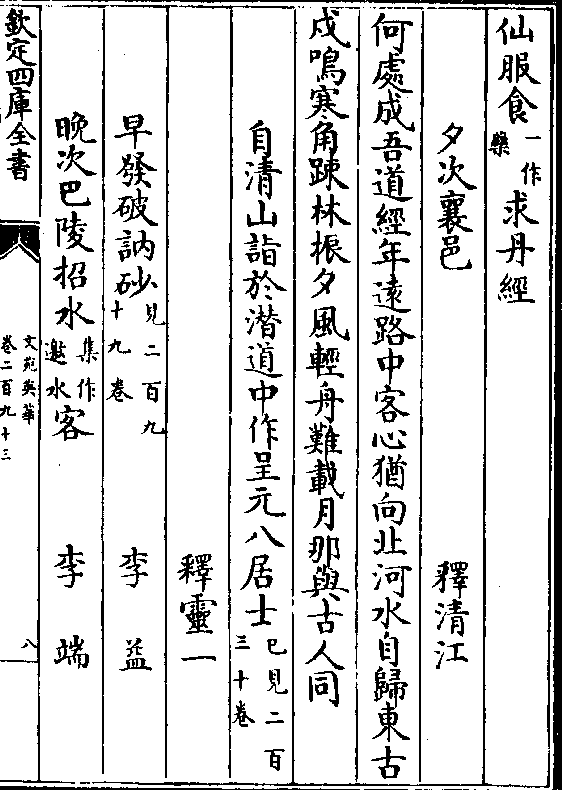 仙服食一作藥求丹經
夕次襄邑 釋清江
何處成吾道經年遠路中客心猶向北河水自歸東古
戍鳴寒角踈林振夕風輕舟難載月那與古人同
自清山詣於潛道中作呈元八居士已見二百三十卷
釋靈一
早發破訥砂見二百九十九卷 李益
晚次巴陵招水集作邀水客 李端
欽定四庫全書
文苑英華
卷二百九十三
八